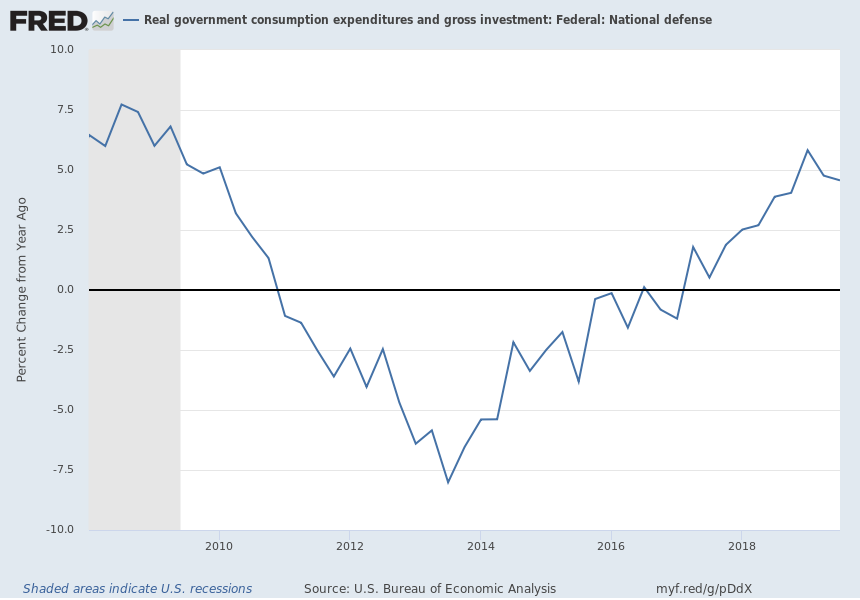 FRED Real government consumption expenditures and gross investment: Federal: National defense
10.0
7.5
5.0
2.5
0.0
-2.5
-5.0
-7.5
-10.0
Percent Change from Year Ago
2010 2012 2014 2016 2018
Shaded areas indicate U.S. recessions Source: U.S. Bureau of Economic Analysis myf.red/g/pDdX